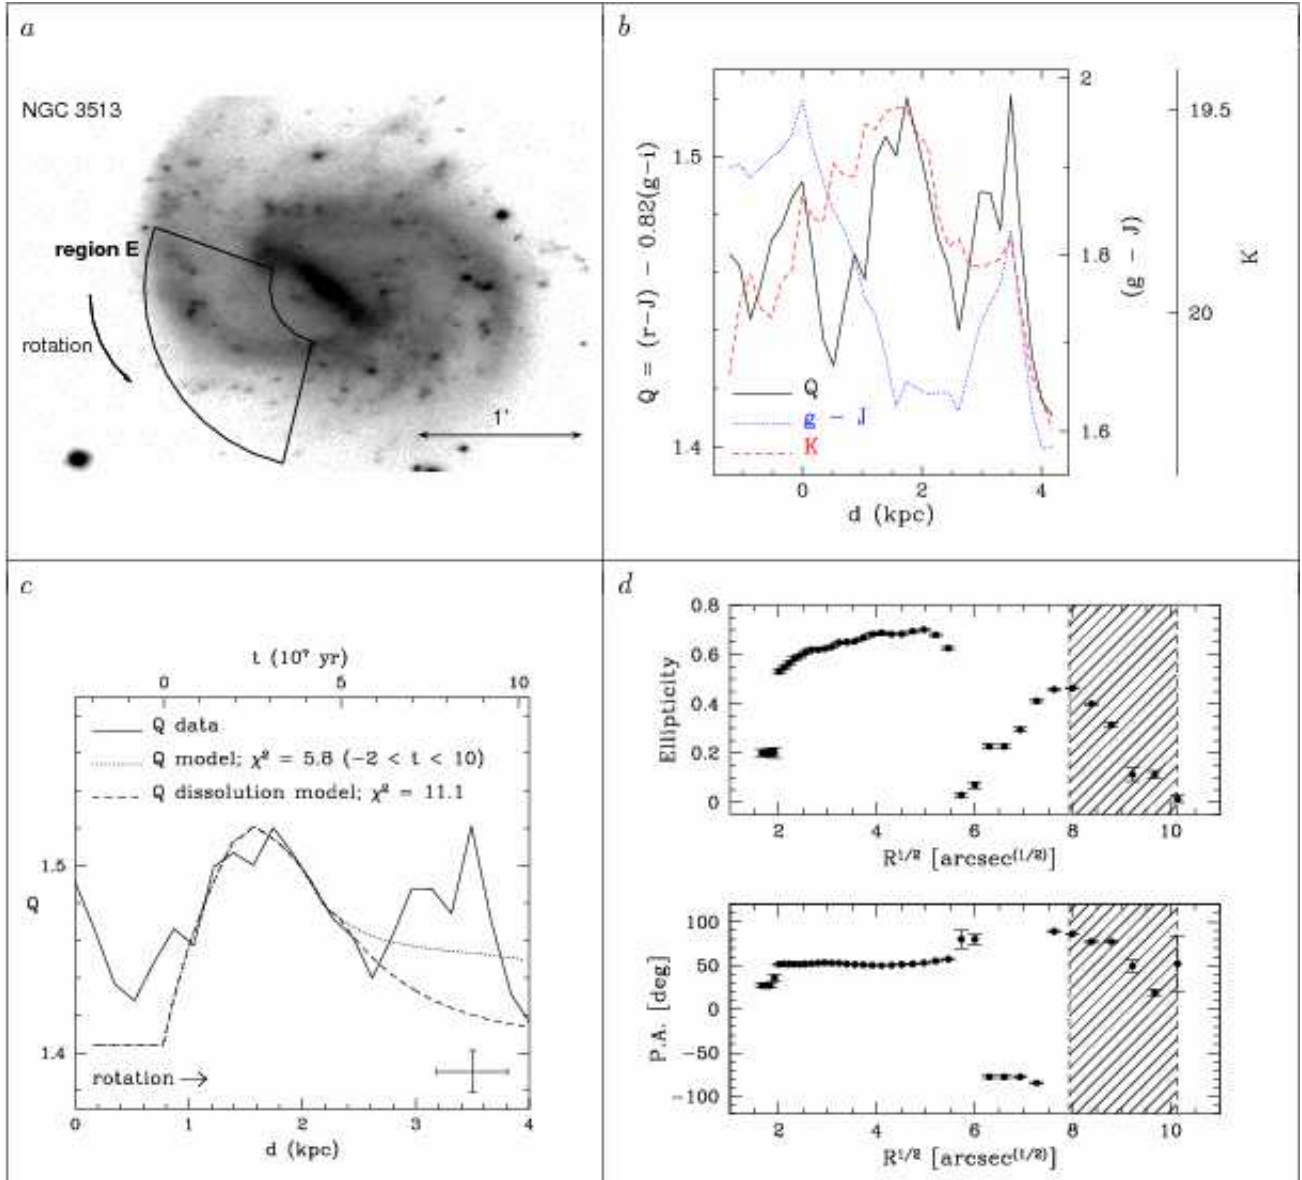 a
NGC 3513
region E
rotation
1'
b
Q = (r-J) - 0.82(g-i)
1.5
1.4
2
1.8
1.6
(g - J)
19.5
20
K
Q
g - J
K
0 2 4
d (kpc)
c
t (10⁷ yr)
0 5 10
Q data
Q model; χ² = 5.8 (-2 < t < 10)
Q dissolution model; χ² = 11.1
1.5
Q
1.4
rotation →
0 1 2 3 4
d (kpc)
d
Ellipticity
0.8
0.6
0.4
0.2
0
2 4 6 8 10
R^1/2 [arcsec^(1/2)]
P.A. [deg]
100
50
0
-50
-100
2 4 6 8 10
R^1/2 [arcsec^(1/2)]